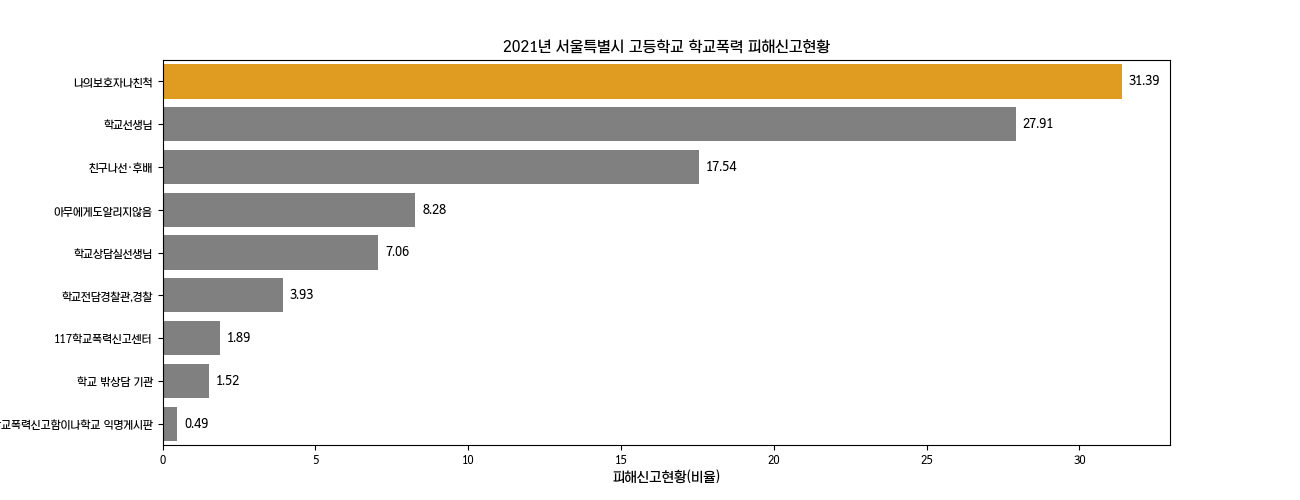 2021년 서울특별시 고등학교 학교폭력 피해신고현황
나의보호자나친척 31.39
학교선생님 27.91
친구나선·후배 17.54
아무에게도알리지않음 8.28
학교상담실선생님 7.06
학교전담경찰관,경찰 3.93
117학교폭력신고센터 1.89
학교 밖상담 기관 1.52
교폭력신고함이나학교 익명게시판 0.49
0 5 10 15 20 25 30
피해신고현황(비율)